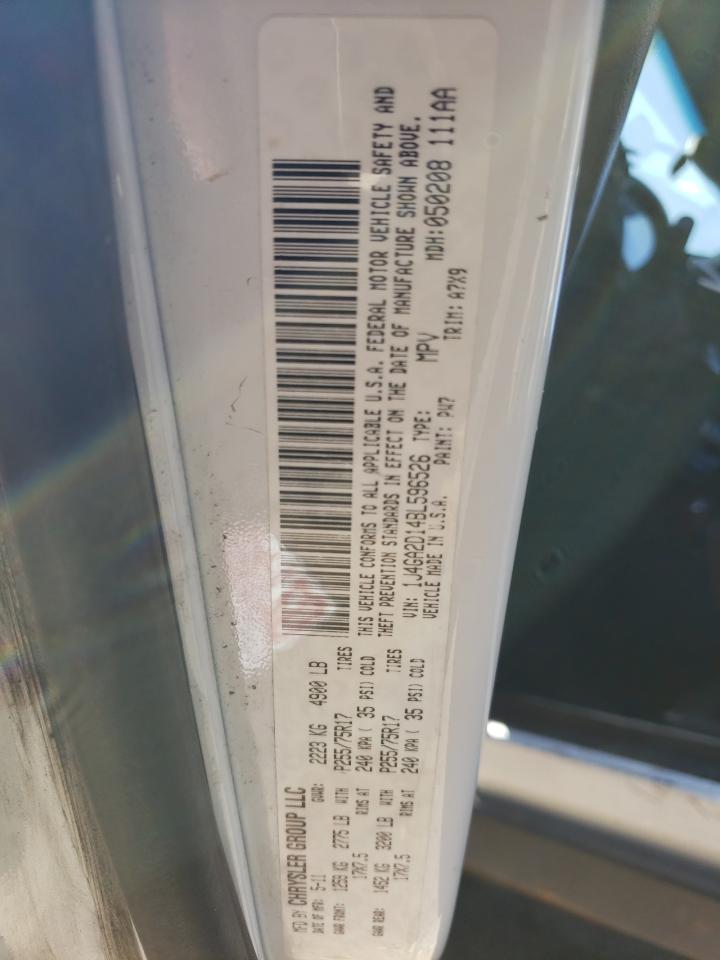 MFD BY CHRYSLER GROUP LLC
DATE OF MFR: 5-11 GVWR: 2223 KG 4900 LB
GAWR FRONT: 1259 KG 2775 LB WITH P255/75R17 TIRES
17X7.5 RIMS AT 240 KPA ( 35 PSI) COLD
GAWR REAR: 1452 KG 3200 LB WITH P255/75R17 TIRES
17X7.5 RIMS AT 240 KPA ( 35 PSI) COLD
THIS VEHICLE CONFORMS TO ALL APPLICABLE U.S.A. FEDERAL MOTOR VEHICLE SAFETY AND
THEFT PREVENTION STANDARDS IN EFFECT ON THE DATE OF MANUFACTURE SHOWN ABOVE.
VIN: 1J4GA2D14BL596526 TYPE: MPV MDH:050208 111AA
VEHICLE MADE IN U.S.A. PAINT: PW7 TRIM: A7X9